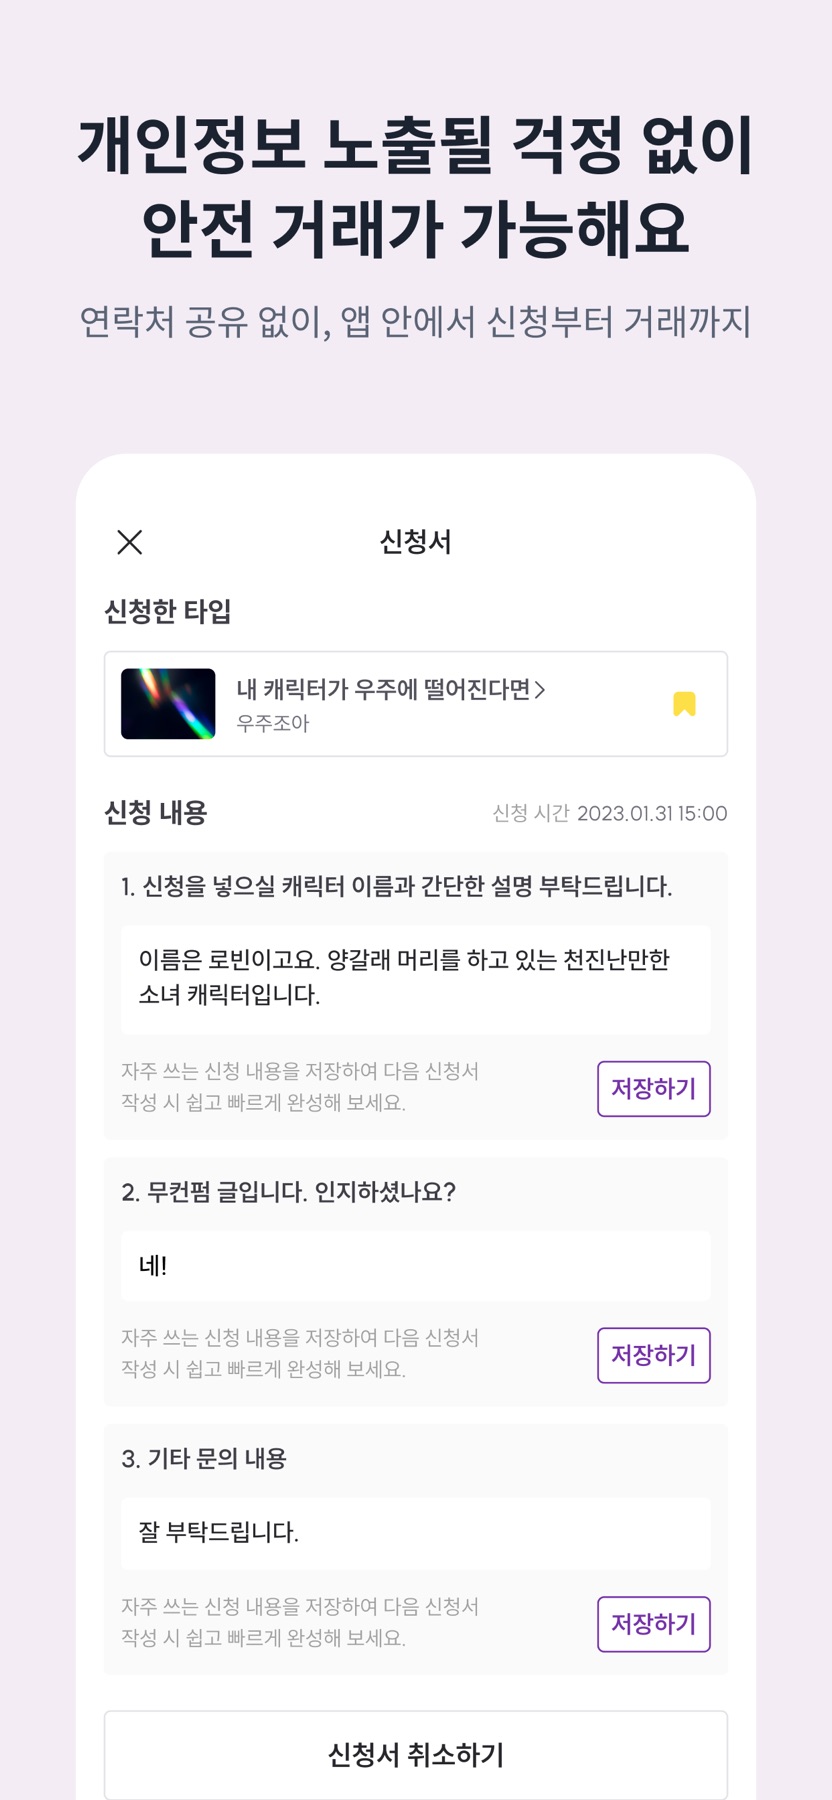 개인정보 노출될 걱정 없이
안전 거래가 가능해요
연락처 공유 없이, 앱 안에서 신청부터 거래까지
신청서
신청한 타입
내 캐릭터가 우주에 떨어진다면
우주조아
신청 내용
신청 시간 2023.01.31 15:00
1. 신청을 넣으실 캐릭터 이름과 간단한 설명 부탁드립니다.
이름은 로빈이고요. 양갈래 머리를 하고 있는 천진난만한
소녀 캐릭터입니다.
자주 쓰는 신청 내용을 저장하여 다음 신청서
작성 시 쉽고 빠르게 완성해 보세요.
저장하기
2. 무컨펌 글입니다. 인지하셨나요?
네!
자주 쓰는 신청 내용을 저장하여 다음 신청서
작성 시 쉽고 빠르게 완성해 보세요.
저장하기
3. 기타 문의 내용
잘 부탁드립니다.
자주 쓰는 신청 내용을 저장하여 다음 신청서
작성 시 쉽고 빠르게 완성해 보세요.
저장하기
신청서 취소하기